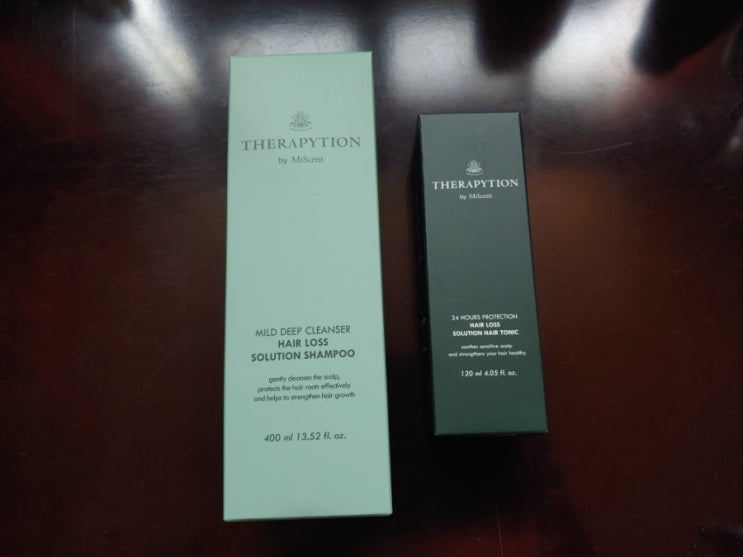 THERAPYTION
by MiScent
MILD DEEP CLEANSER
HAIR LOSS
SOLUTION SHAMPOO
gently cleanses the scalp,
protects the hair roots effectively
and helps to strengthen hair growth
400 ml 13.52 fl. oz.
THERAPYTION
by MiScent
24 HOURS PROTECTION
HAIR LOSS
SOLUTION HAIR TONIC
soothes sensitive scalp
and strengthens your hair healthy
120 ml 4.05 fl. oz.